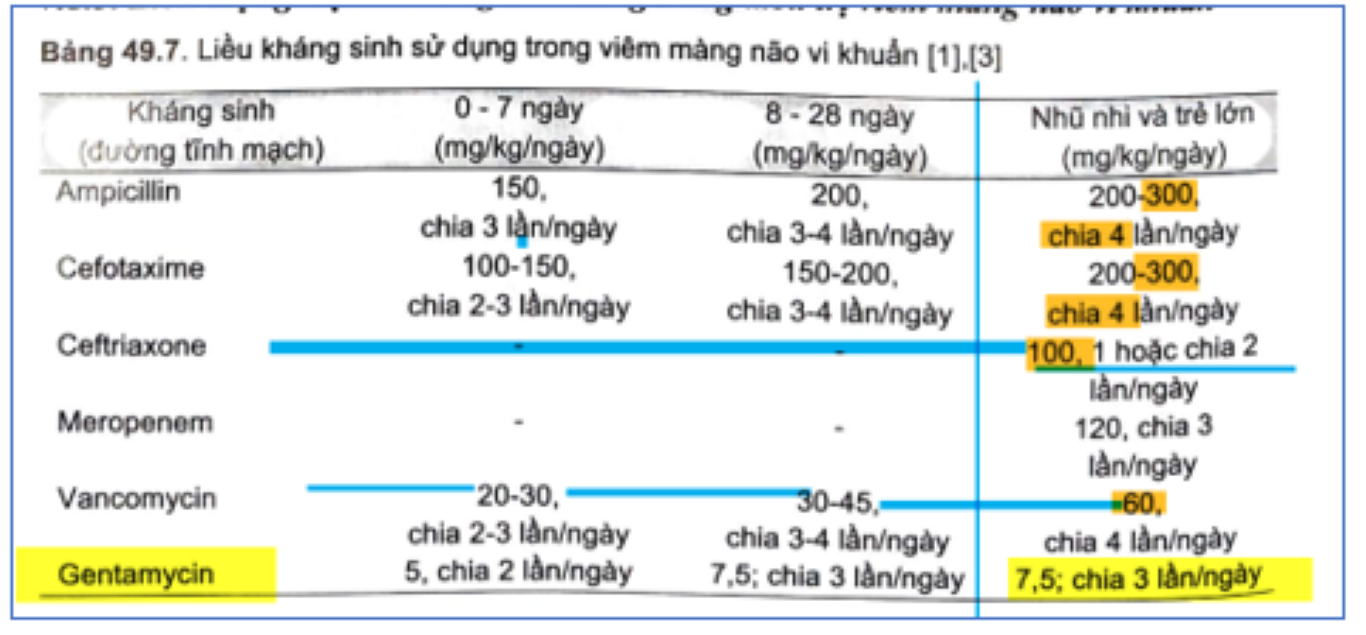 Bảng 49.7. Liều kháng sinh sử dụng trong viêm màng não vi khuẩn [1],[3]
Kháng sinh 0 - 7 ngày 8 - 28 ngày Nhũ nhi và trẻ lớn
(đường tĩnh mạch) (mg/kg/ngày) (mg/kg/ngày) (mg/kg/ngày)
Ampicillin 150, 200, 200-300,
chia 3 lần/ngày chia 3-4 lần/ngày chia 4 lần/ngày
Cefotaxime 100-150, 150-200, 200-300,
chia 2-3 lần/ngày chia 3-4 lần/ngày chia 4 lần/ngày
Ceftriaxone - - 100, 1 hoặc chia 2
lần/ngày
Meropenem - - 120, chia 3
lần/ngày
Vancomycin 20-30, 30-45, 60,
chia 2-3 lần/ngày chia 3-4 lần/ngày chia 4 lần/ngày
Gentamycin 5, chia 2 lần/ngày 7,5; chia 3 lần/ngày 7,5; chia 3 lần/ngày